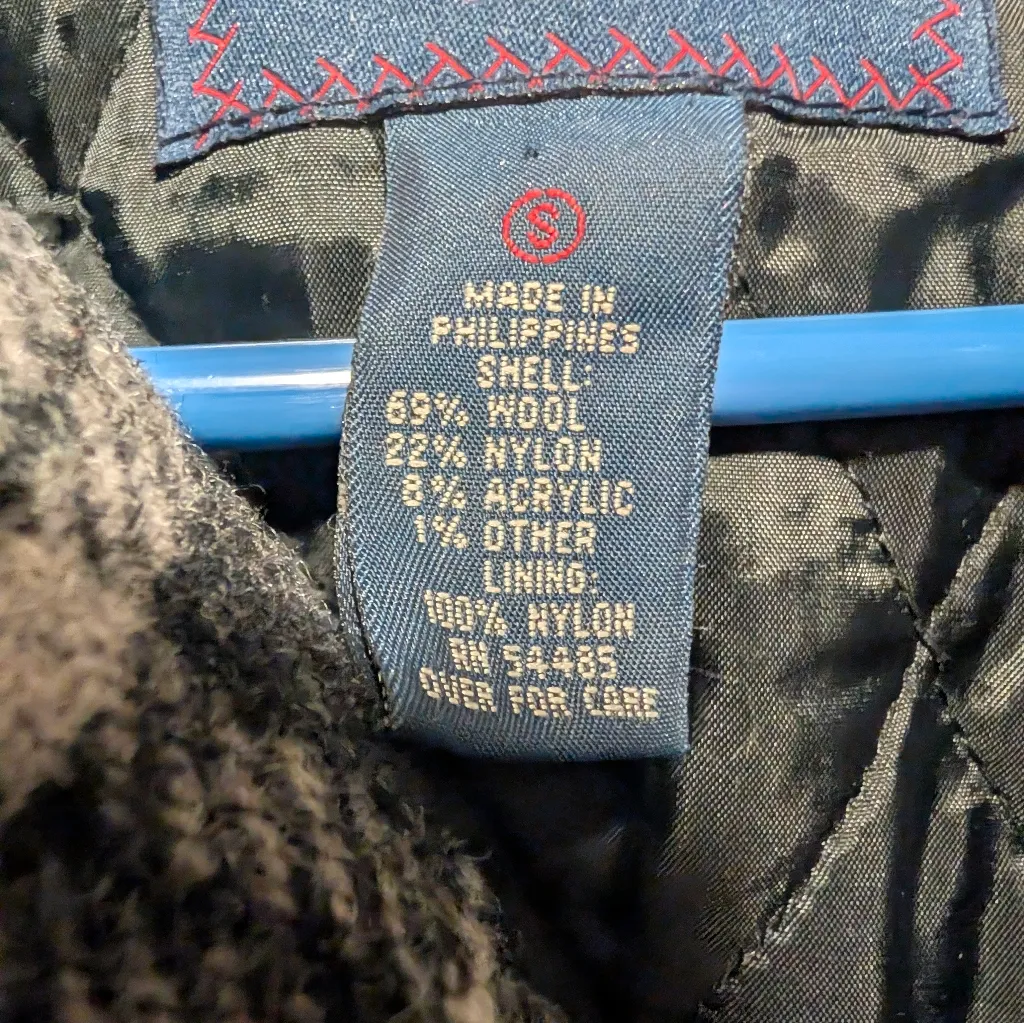 S
MADE IN
PHILIPPINES
SHELL:
69% WOOL
22% NYLON
8% ACRYLIC
1% OTHER
LINING:
100% NYLON
RN 54485
OVER FOR CARE